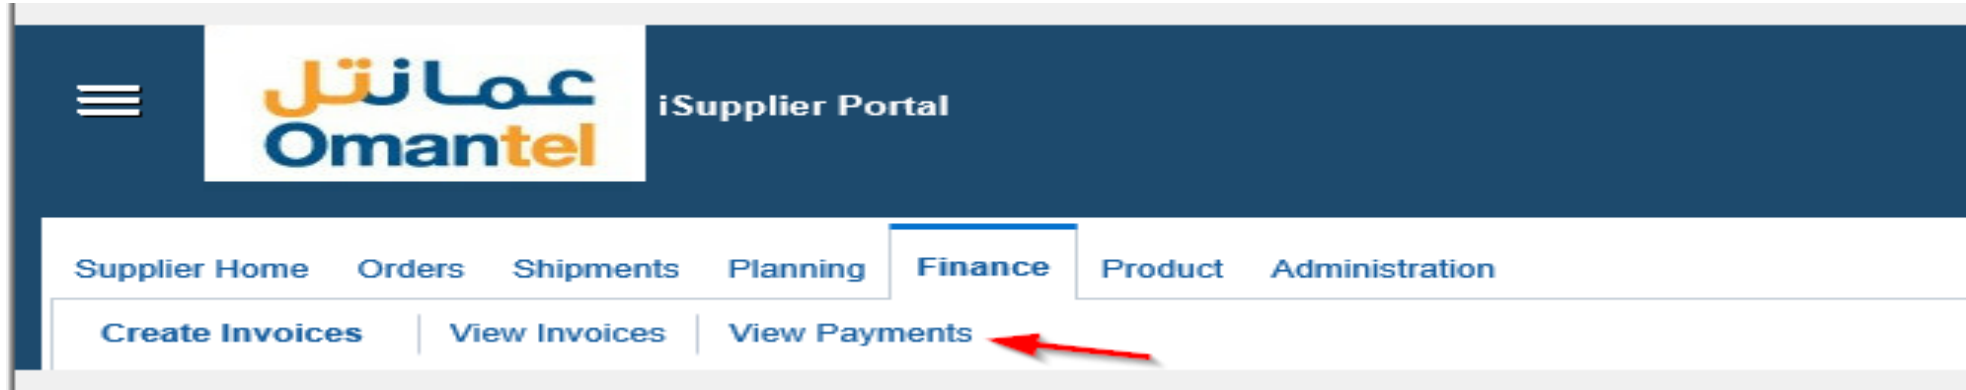 عمانتل
Omantel
iSupplier Portal
Supplier Home Orders Shipments Planning Finance Product Administration
Create Invoices View Invoices View Payments